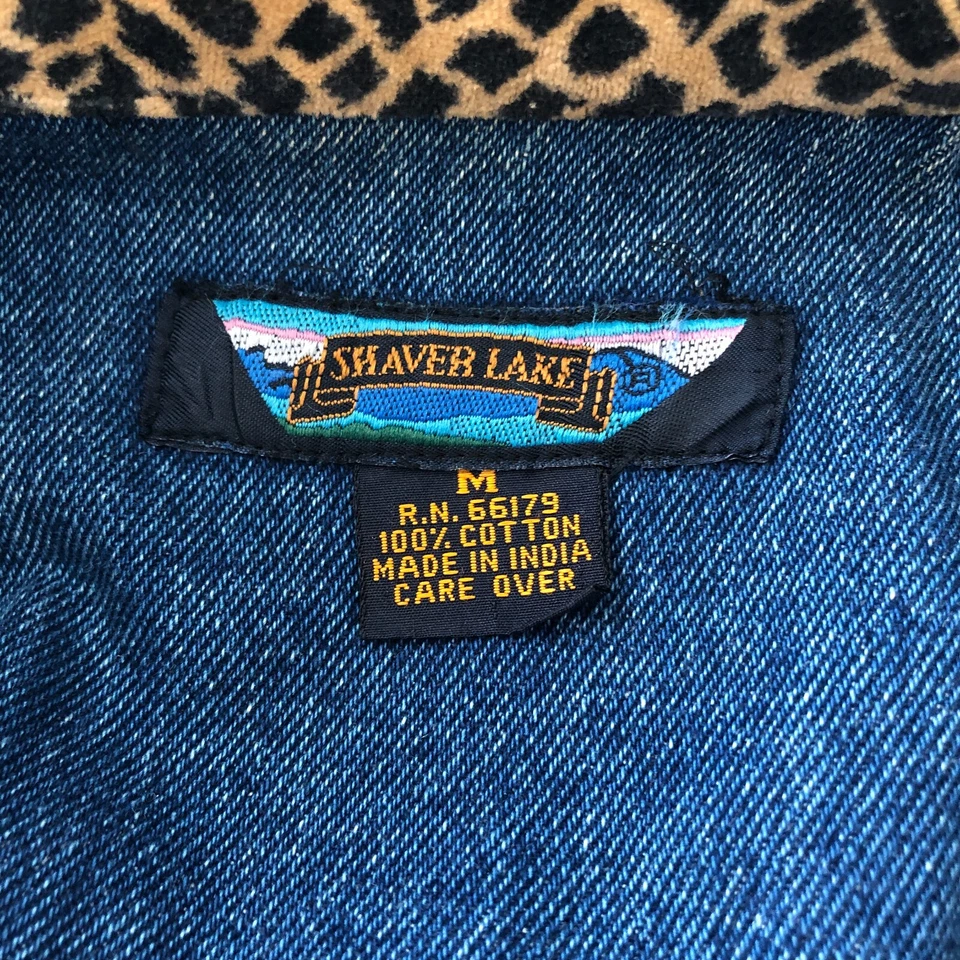 SHAVER LAKE
M
R.N. 66179
100% COTTON
MADE IN INDIA
CARE OVER